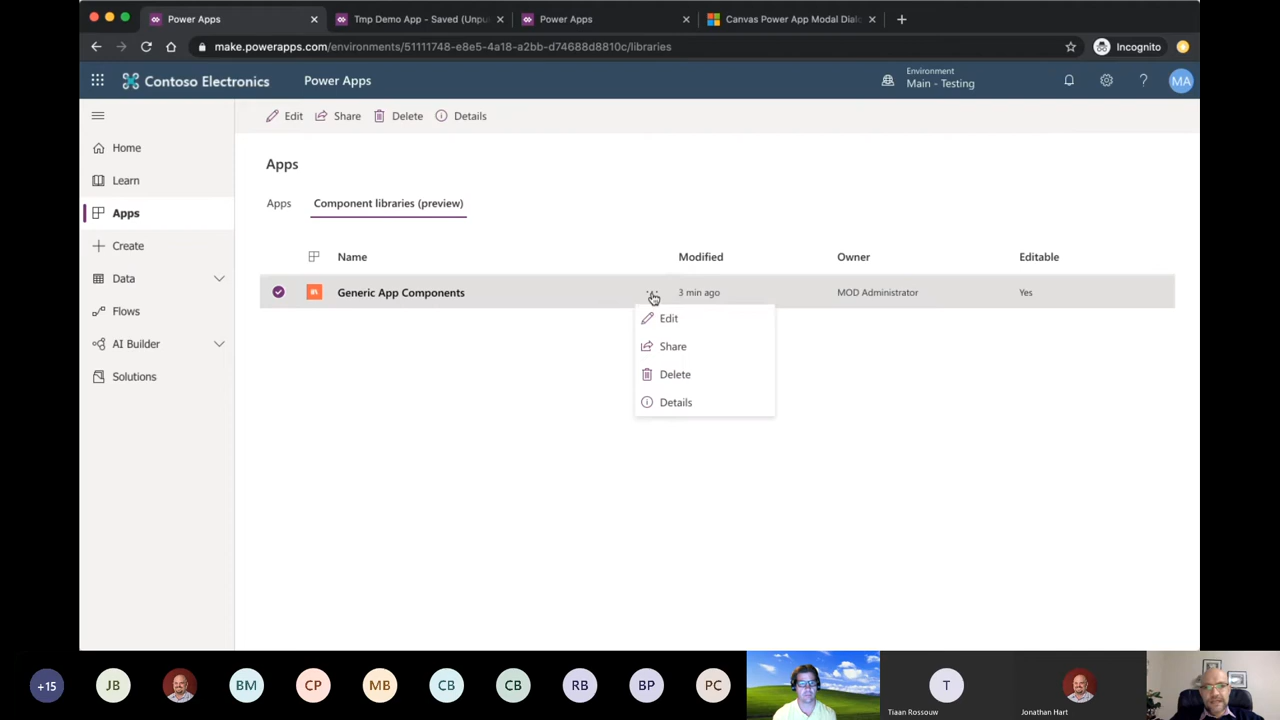 Power Apps
Tmp Demo App - Saved (Unpu
Power Apps
Canvas Power App Modal Dialo
make.powerapps.com/environments/51111748-e8e5-4a18-a2bb-d74688d8810c/libraries
Incognito
Contoso Electronics
Power Apps
Environment
Main - Testing
MA
Edit
Share
Delete
Details
Home
Learn
Apps
Create
Data
Flows
AI Builder
Solutions
Apps
Apps
Component libraries (preview)
Name
Modified
Owner
Editable
Generic App Components
3 min ago
MOD Administrator
Yes
Edit
Share
Delete
Details
+15
JB
BM
CP
MB
CB
CB
RB
BP
PC
T
Tiaan Rossouw
Jonathan Hart